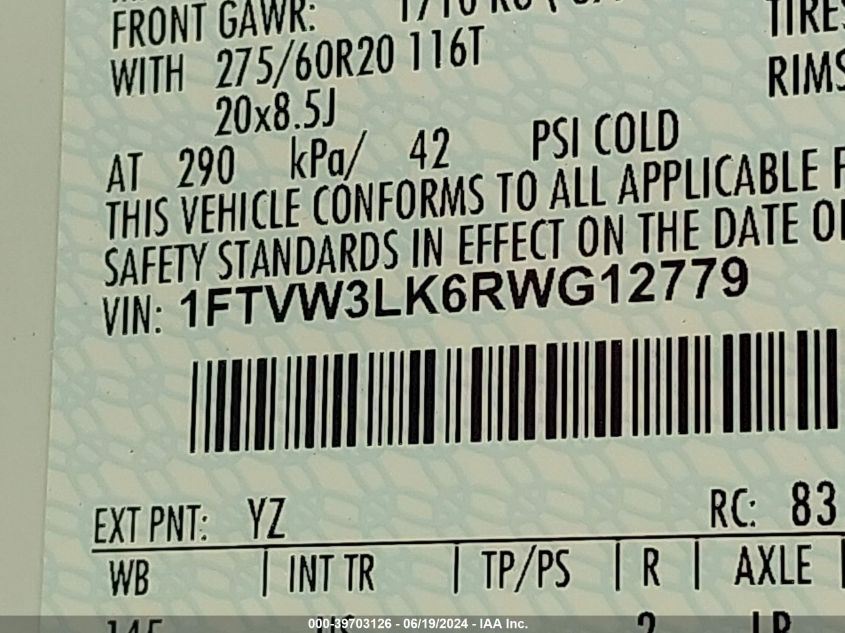 FRONT GAWR:
TIRES
WITH 275/60R20 116T
RIMS
20x8.5J
AT 290 kPa/ 42 PSI COLD
THIS VEHICLE CONFORMS TO ALL APPLICABLE F
SAFETY STANDARDS IN EFFECT ON THE DATE OF
VIN: 1FTVW3LK6RWG12779
EXT PNT: YZ RC: 83
WB | INT TR | TP/PS | R | AXLE
000-39703126 - 06/19/2024 - IAA Inc.